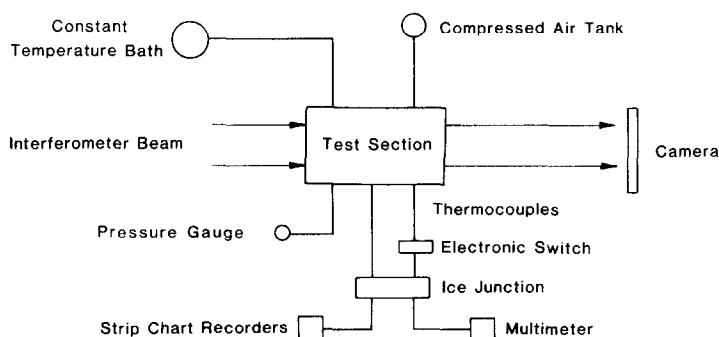 Constant
Temperature Bath
Compressed Air Tank
Interferometer Beam
Test Section
Camera
Thermocouples
Pressure Gauge
Electronic Switch
Ice Junction
Strip Chart Recorders
Multimeter